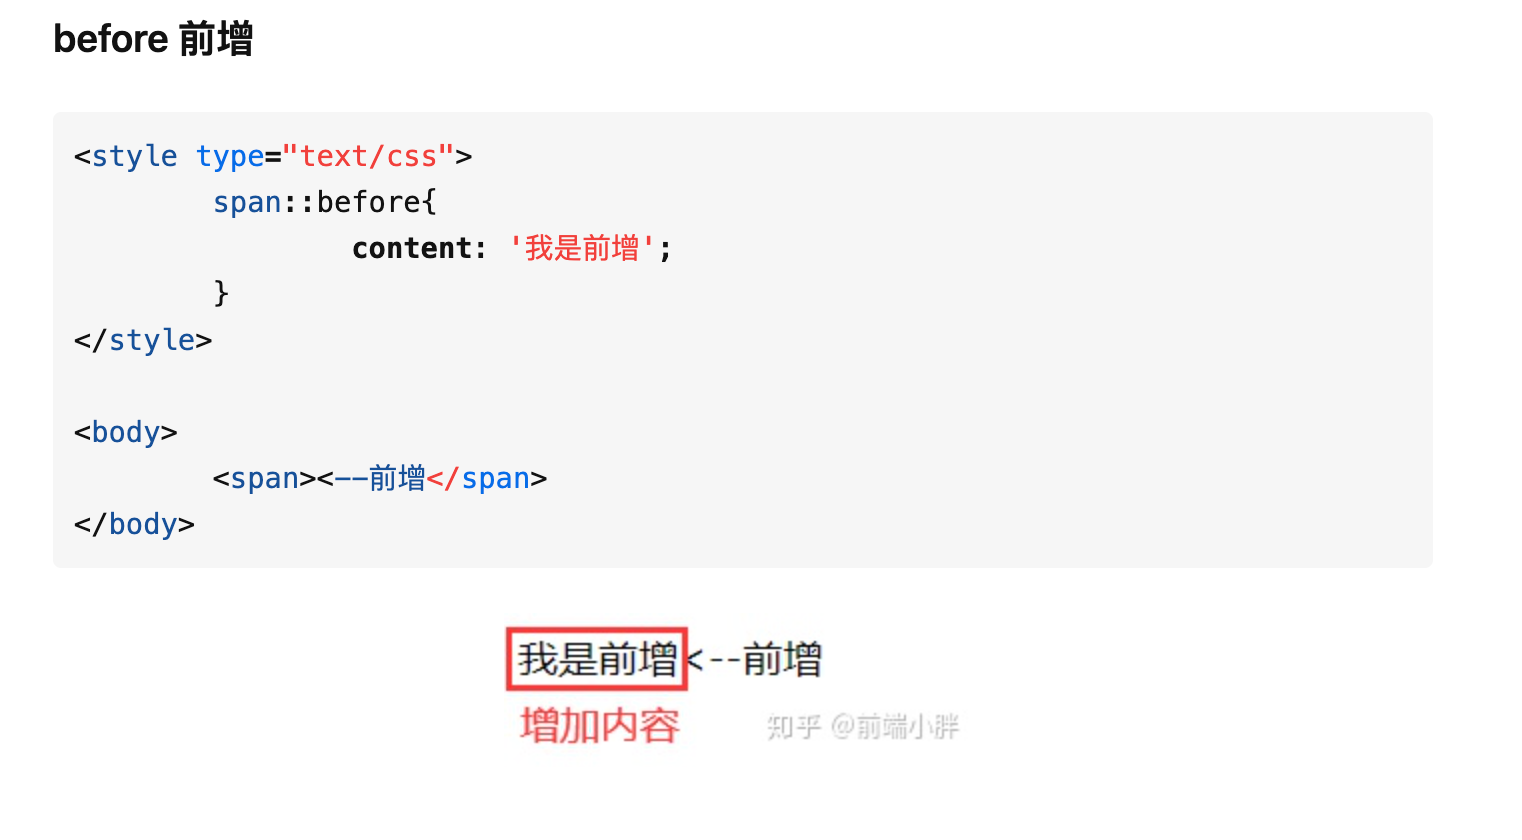 before 前增
<style type="text/css">
span::before{
content: '我是前增';
}
</style>
<body>
<span><--前增</span>
</body>
我是前增<--前增
增加内容
知乎 @前端小胖